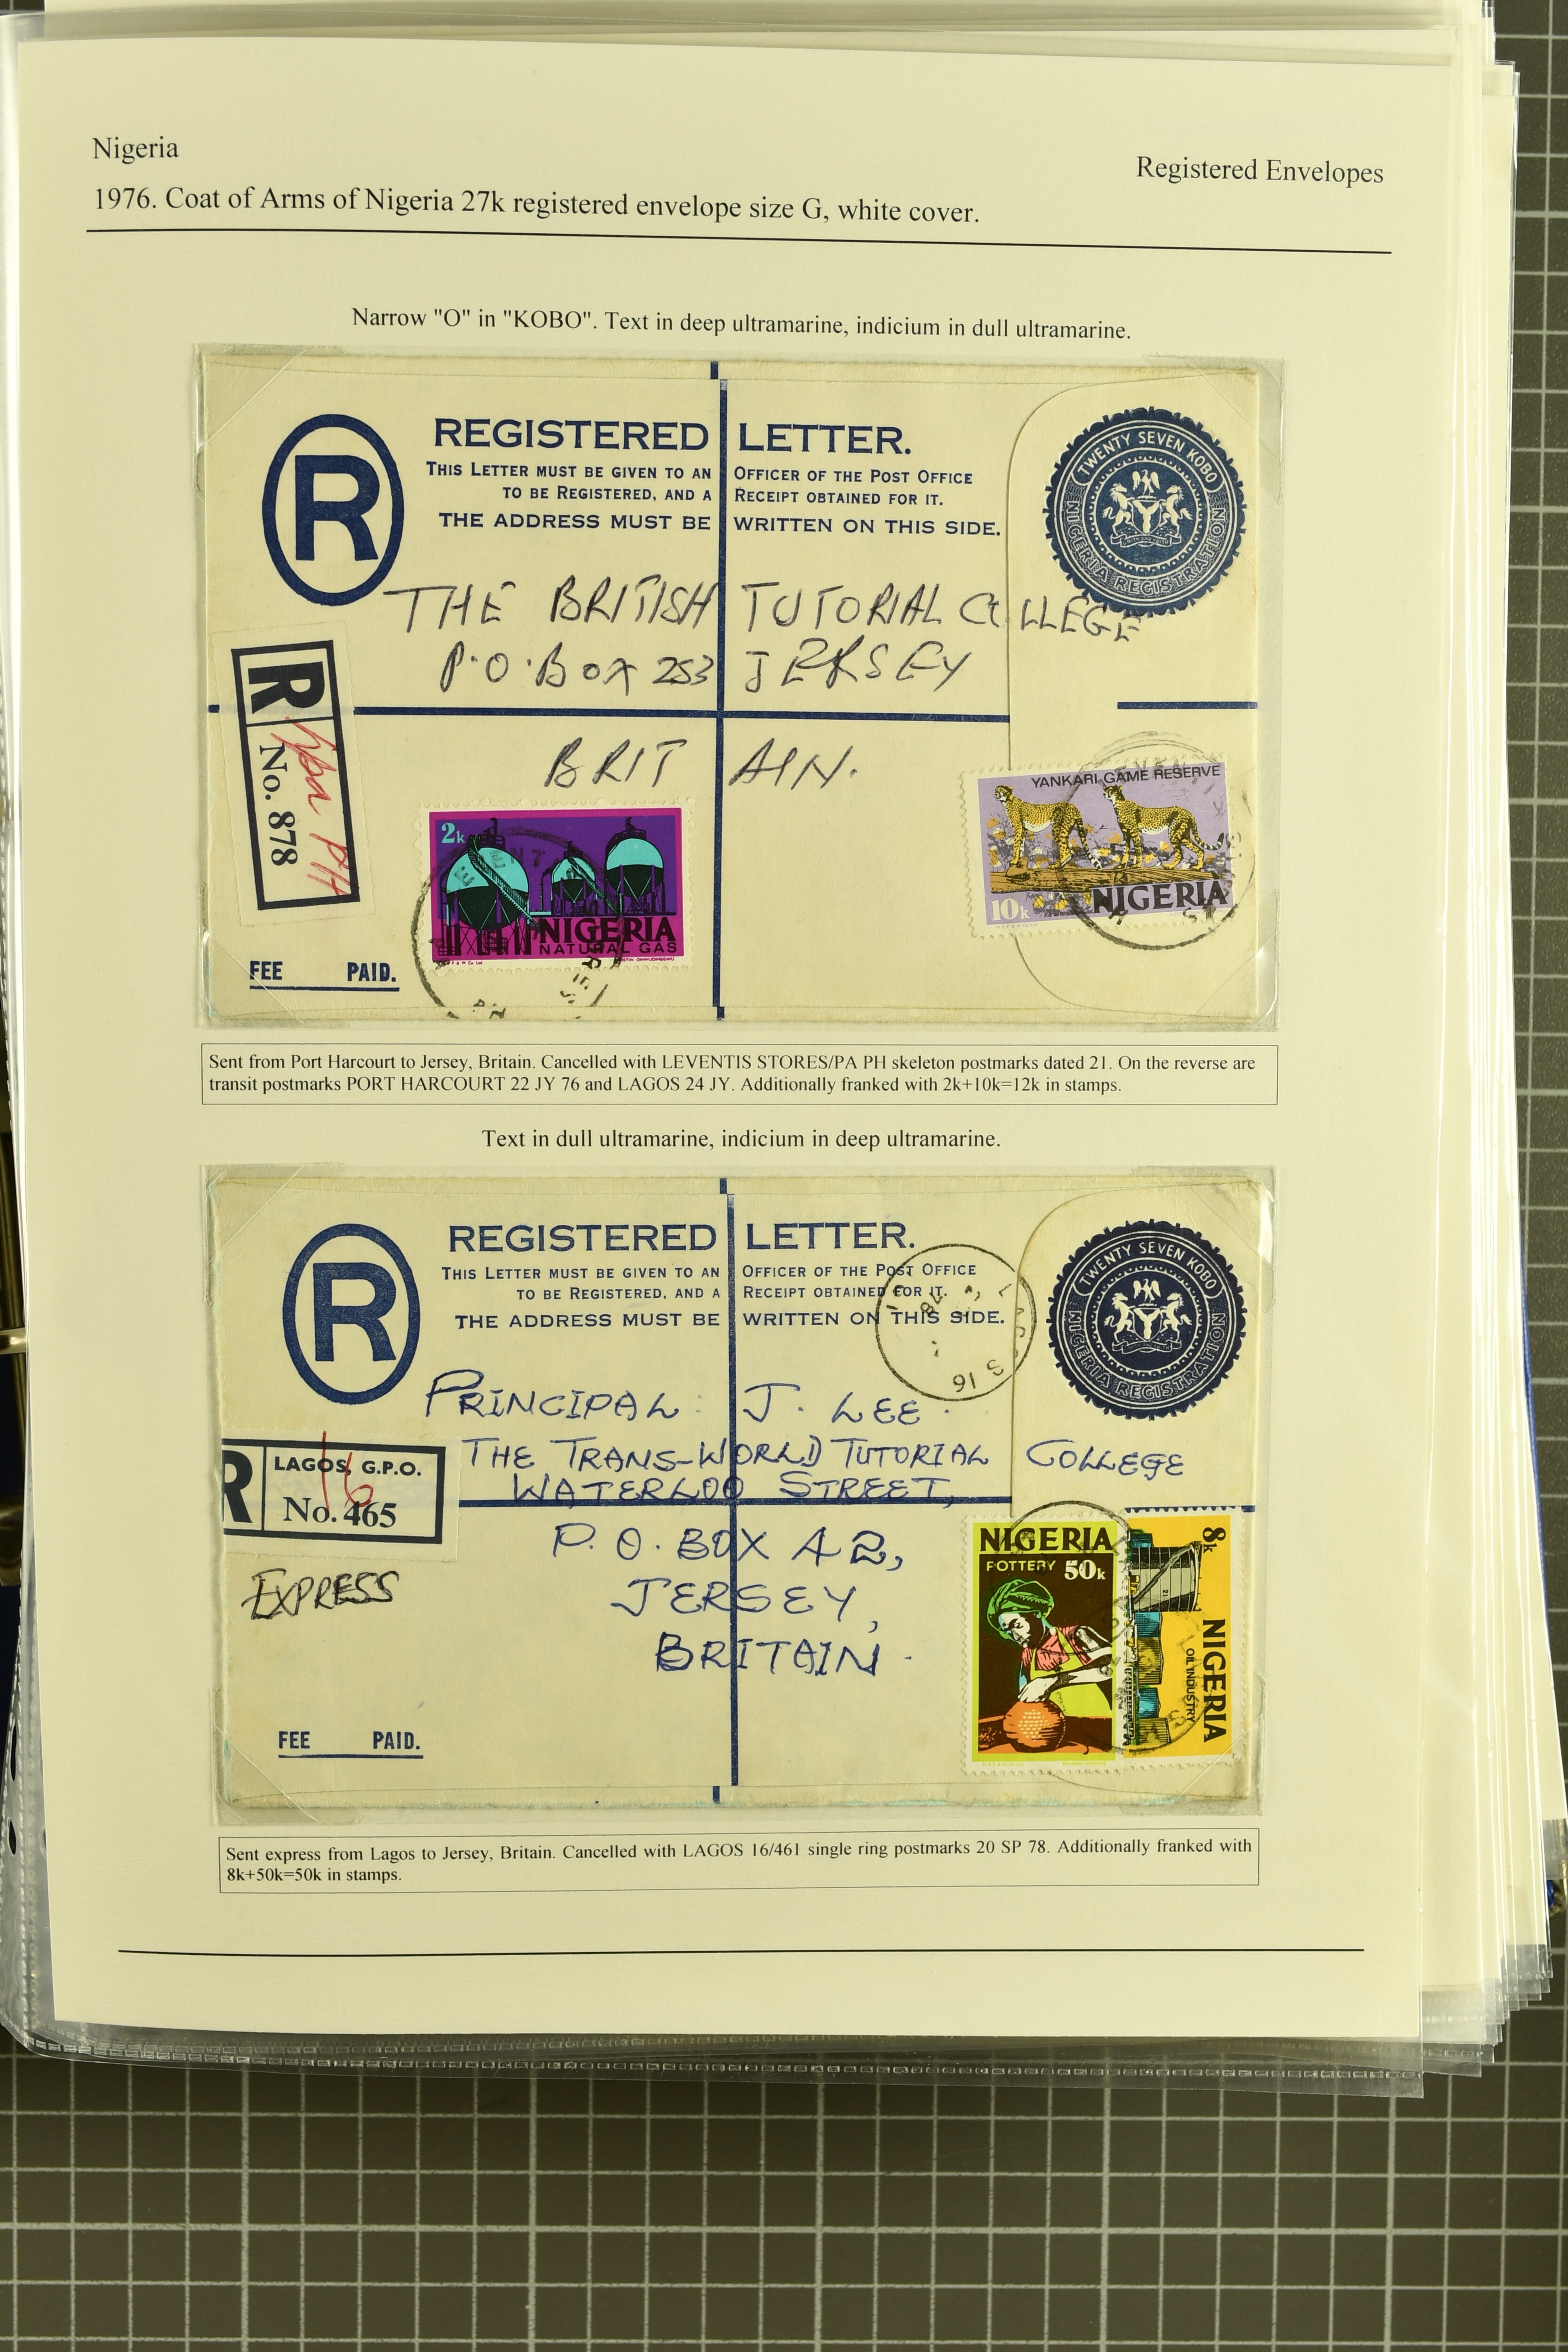 Nigeria
Registered Envelopes
1976. Coat of Arms of Nigeria 27k registered envelope size G, white cover.
Narrow "O" in "KOBO". Text in deep ultramarine, indicium in dull ultramarine.
R
REGISTERED LETTER.
THIS LETTER MUST BE GIVEN TO AN OFFICER OF THE POST OFFICE
TO BE REGISTERED, AND A RECEIPT OBTAINED FOR IT.
THE ADDRESS MUST BE WRITTEN ON THIS SIDE.
TWENTY SEVEN KOBO
NIGERIA REGISTRATION
THE BRITISH TUTORIAL COLLEGE
P.O. BOX 253 JERSEY
BRITAIN.
R
No. 878
PH
2k
NIGERIA
NATURAL GAS
YANKARI GAME RESERVE
10k
NIGERIA
FEE PAID.
Sent from Port Harcourt to Jersey, Britain. Cancelled with LEVENTIS STORES/PA PH skeleton postmarks dated 21. On the reverse are
transit postmarks PORT HARCOURT 22 JY 76 and LAGOS 24 JY. Additionally franked with 2k+10k=12k in stamps.
Text in dull ultramarine, indicium in deep ultramarine.
R
REGISTERED LETTER.
THIS LETTER MUST BE GIVEN TO AN OFFICER OF THE POST OFFICE
TO BE REGISTERED, AND A RECEIPT OBTAINED FOR IT.
THE ADDRESS MUST BE WRITTEN ON THIS SIDE.
TWENTY SEVEN KOBO
NIGERIA REGISTRATION
PRINCIPAL: J. LEE.
THE TRANS-WORLD TUTORIAL COLLEGE
WATERLOO STREET,
P.O. BOX 42,
JERSEY,
BRITAIN.
R
LAGOS, G.P.O.
No. 465
16
EXPRESS
NIGERIA
POTTERY 50k
8k
NIGERIA
OIL INDUSTRY
FEE PAID.
Sent express from Lagos to Jersey, Britain. Cancelled with LAGOS 16/461 single ring postmarks 20 SP 78. Additionally franked with
8k+50k=50k in stamps.